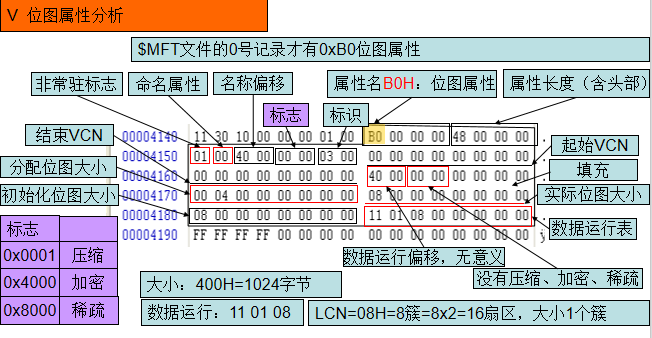 V 位图属性分析
$MFT文件的0号记录才有0xB0位图属性
非常驻标志
命名属性
名称偏移
属性名B0H：位图属性
属性长度（含头部）
标志
标识
结束VCN
起始VCN
分配位图大小
填充
初始化位图大小
实际位图大小
数据运行表
00004140 11 30 10 00 00 00 01 00 B0 00 00 00 48 00 00 00
00004150 01 00 40 00 00 00 03 00 00 00 00 00 00 00 00 00
00004160 00 00 00 00 00 00 00 00 40 00 00 00 00 00 00 00
00004170 00 04 00 00 00 00 00 00 08 00 00 00 00 00 00 00
00004180 08 00 00 00 00 00 00 00 11 01 08 00 00 00 00 00
00004190 FF FF FF FF 00 00 00 00 00 00 00 00 00 00 00 00
标志
0x0001 压缩
0x4000 加密
0x8000 稀疏
数据运行偏移，无意义
没有压缩、加密、稀疏
大小：400H=1024字节
数据运行：11 01 08
LCN=08H=8簇=8x2=16扇区，大小1个簇